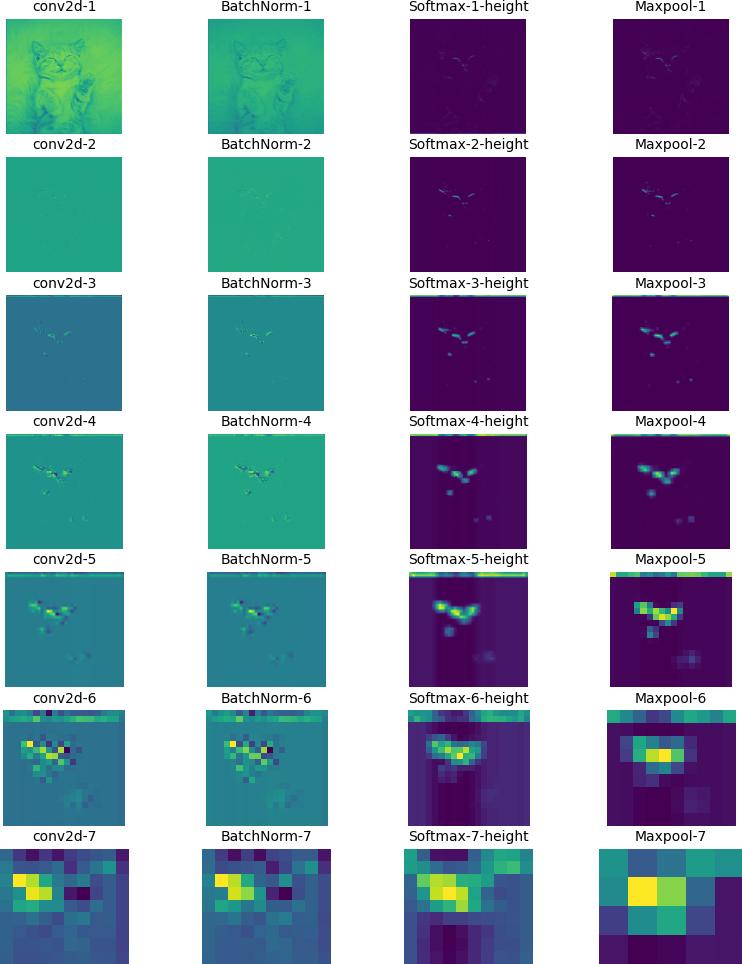 conv2d-1 BatchNorm-1 Softmax-1-height Maxpool-1
conv2d-2 BatchNorm-2 Softmax-2-height Maxpool-2
conv2d-3 BatchNorm-3 Softmax-3-height Maxpool-3
conv2d-4 BatchNorm-4 Softmax-4-height Maxpool-4
conv2d-5 BatchNorm-5 Softmax-5-height Maxpool-5
conv2d-6 BatchNorm-6 Softmax-6-height Maxpool-6
conv2d-7 BatchNorm-7 Softmax-7-height Maxpool-7